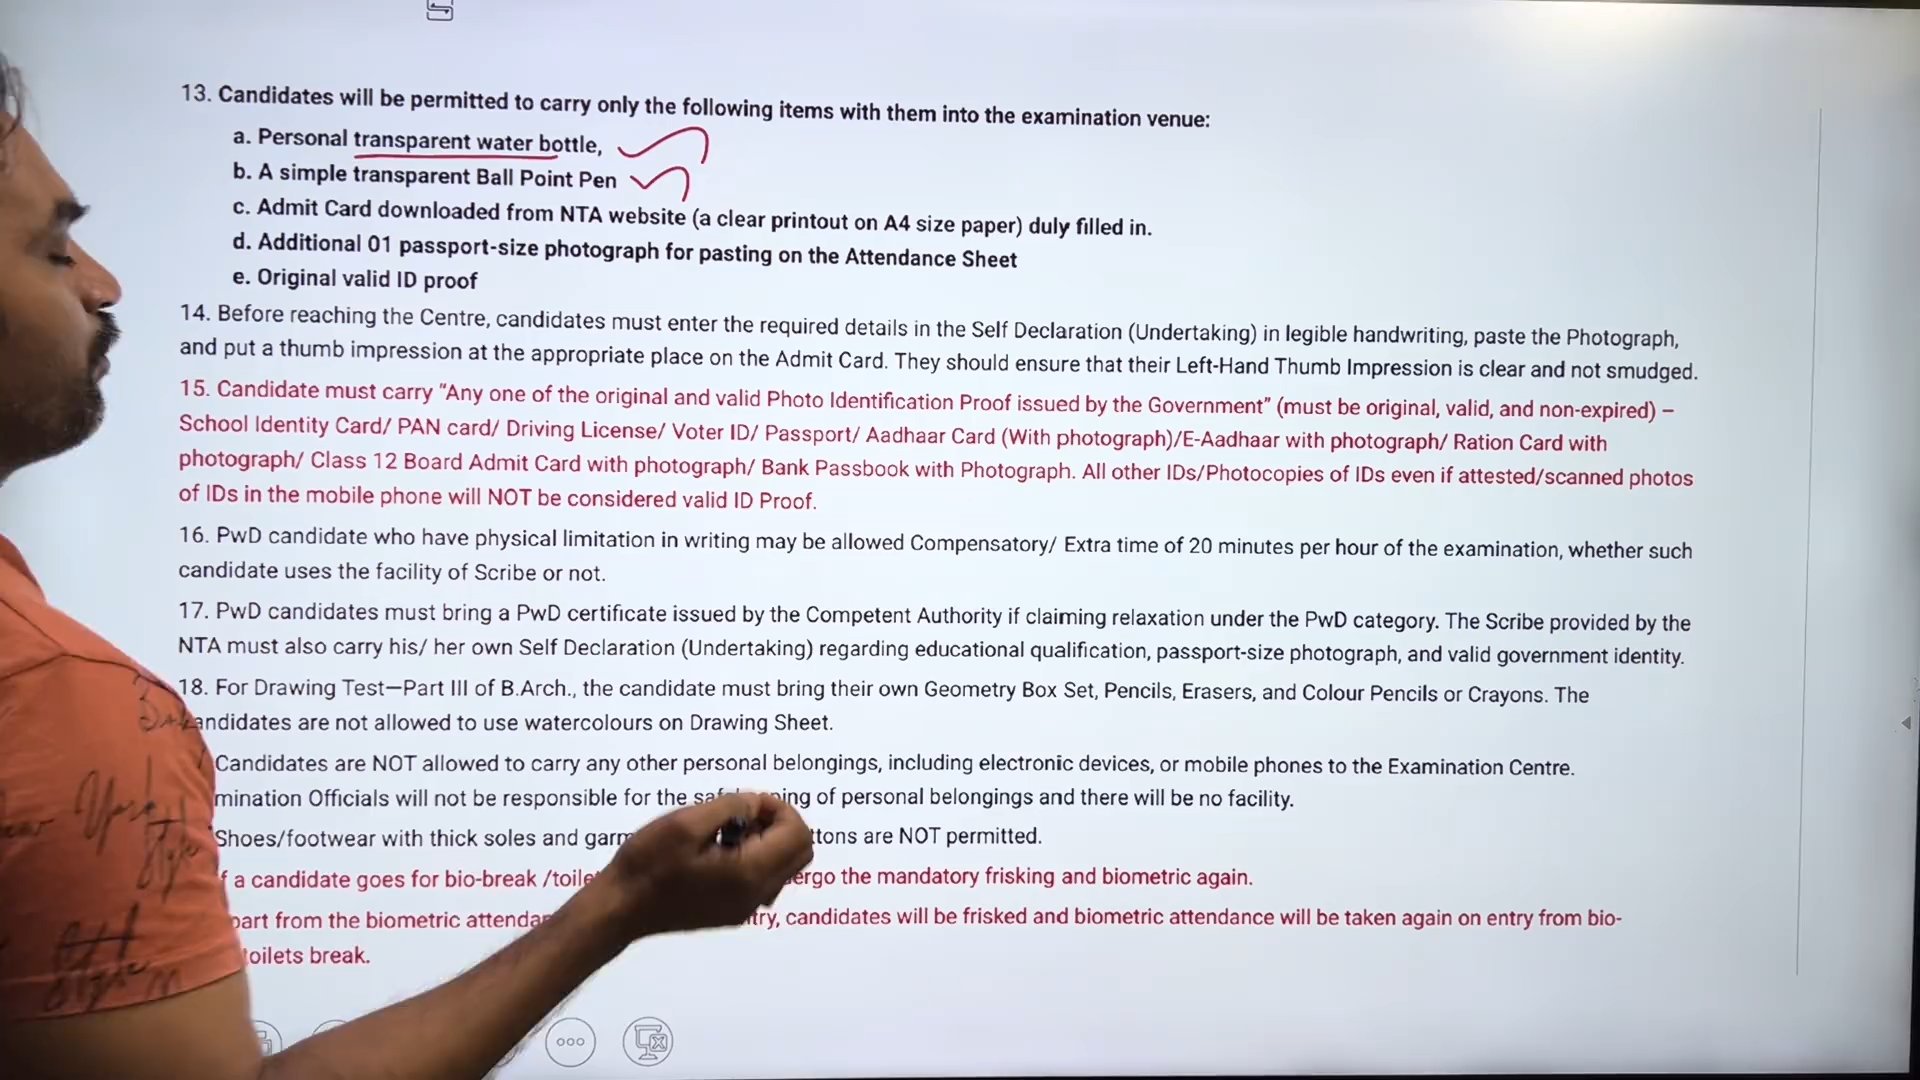 13. Candidates will be permitted to carry only the following items with them into the examination venue:
a. Personal transparent water bottle,
b. A simple transparent Ball Point Pen
c. Admit Card downloaded from NTA website (a clear printout on A4 size paper) duly filled in.
d. Additional 01 passport-size photograph for pasting on the Attendance Sheet
e. Original valid ID proof
14. Before reaching the Centre, candidates must enter the required details in the Self Declaration (Undertaking) in legible handwriting, paste the Photograph,
and put a thumb impression at the appropriate place on the Admit Card. They should ensure that their Left-Hand Thumb Impression is clear and not smudged.
15. Candidate must carry “Any one of the original and valid Photo Identification Proof issued by the Government” (must be original, valid, and non-expired) –
School Identity Card/ PAN card/ Driving License/ Voter ID/ Passport/ Aadhaar Card (With photograph)/E-Aadhaar with photograph/ Ration Card with
photograph/ Class 12 Board Admit Card with photograph/ Bank Passbook with Photograph. All other IDs/Photocopies of IDs even if attested/scanned photos
of IDs in the mobile phone will NOT be considered valid ID Proof.
16. PwD candidate who have physical limitation in writing may be allowed Compensatory/ Extra time of 20 minutes per hour of the examination, whether such
candidate uses the facility of Scribe or not.
17. PwD candidates must bring a PwD certificate issued by the Competent Authority if claiming relaxation under the PwD category. The Scribe provided by the
NTA must also carry his/ her own Self Declaration (Undertaking) regarding educational qualification, passport-size photograph, and valid government identity.
18. For Drawing Test—Part III of B.Arch., the candidate must bring their own Geometry Box Set, Pencils, Erasers, and Colour Pencils or Crayons. The
andidates are not allowed to use watercolours on Drawing Sheet.
Candidates are NOT allowed to carry any other personal belongings, including electronic devices, or mobile phones to the Examination Centre.
mination Officials will not be responsible for the of personal belongings and there will be no facility.
Shoes/footwear with thick soles and garm ttons are NOT permitted.
f a candidate goes for bio-break /toile ergo the mandatory frisking and biometric again.
part from the biometric attendan try, candidates will be frisked and biometric attendance will be taken again on entry from bio-
toilets break.